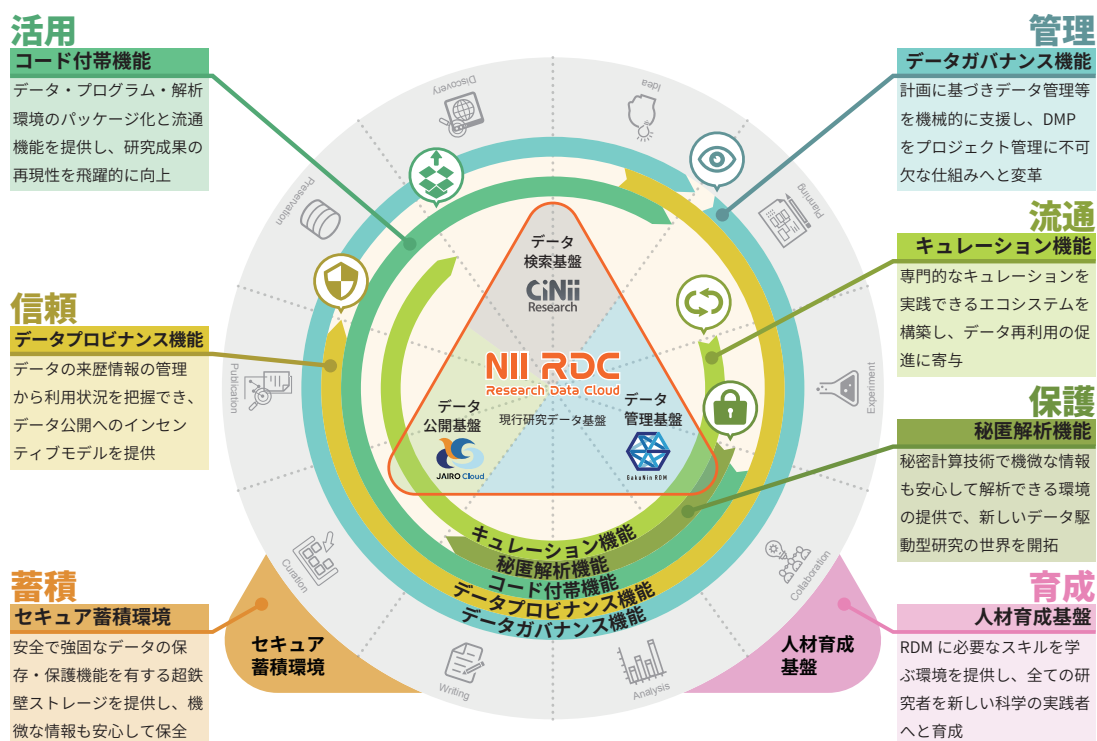 活用
コード付帯機能
データ・プログラム・解析
環境のパッケージ化と流通
機能を提供し、研究成果の
再現性を飛躍的に向上
信頼
データプロビナンス機能
データの来歴情報の管理
から利用状況を把握でき、
データ公開へのインセン
ティブモデルを提供
蓄積
セキュア蓄積環境
安全で強固なデータの保
存・保護機能を有する超鉄
壁ストレージを提供し、機
微な情報も安心して保全
管理
データガバナンス機能
計画に基づきデータ管理等
を機械的に支援し、DMP
をプロジェクト管理に不可
欠な仕組みへと変革
流通
キュレーション機能
専門的なキュレーションを
実践できるエコシステムを
構築し、データ再利用の促
進に寄与
保護
秘匿解析機能
秘密計算技術で機微な情報
も安心して解析できる環境
の提供で、新しいデータ駆
動型研究の世界を開拓
育成
人材育成基盤
RDM に必要なスキルを学
ぶ環境を提供し、全ての研
究者を新しい科学の実践者
へと育成
Discovery
Idea
Preservation
Planning
Publication
Experiment
Curation
Collaboration
Writing
Analysis
データ
検索基盤
CiNii
Research
NII RDC
Research Data Cloud
現行研究データ基盤
データ
公開基盤
JAIRO Cloud
データ
管理基盤
GakuNin RDM
キュレーション機能
秘匿解析機能
コード付帯機能
データプロビナンス機能
データガバナンス機能
セキュア
蓄積環境
人材育成
基盤